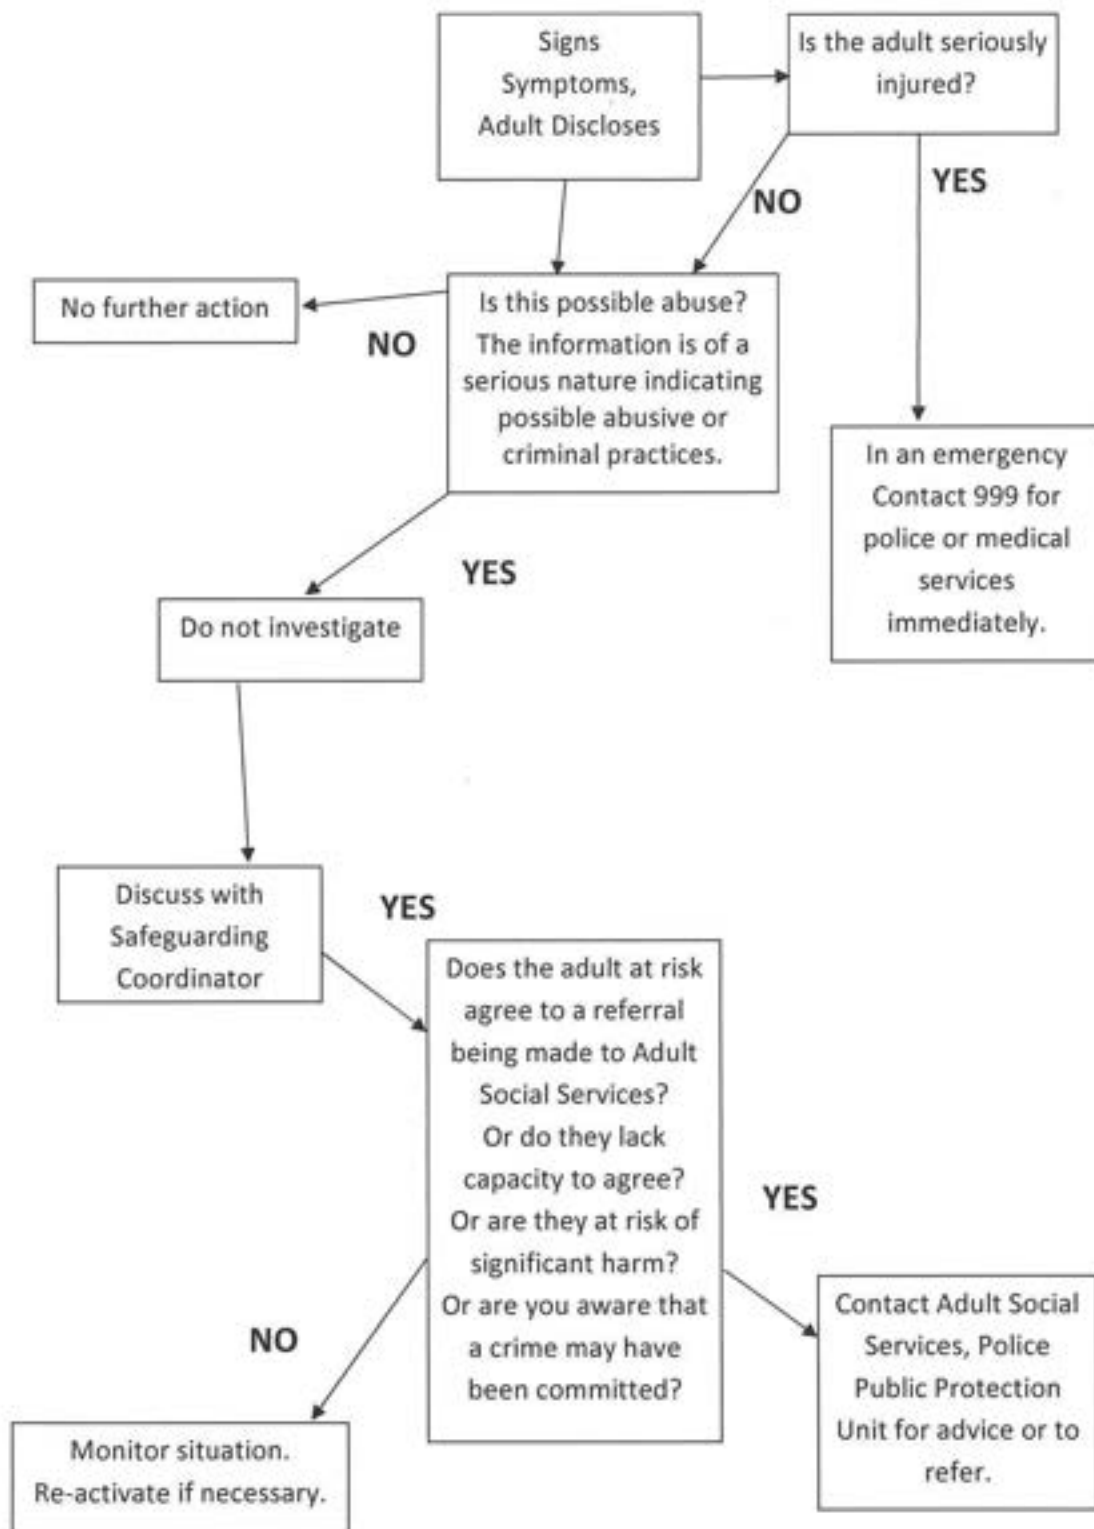 Signs
Symptoms,
Adult Discloses
Is the adult seriously
injured?
NO
YES
No further action
NO
Is this possible abuse?
The information is of a
serious nature indicating
possible abusive or
criminal practices.
In an emergency
Contact 999 for
police or medical
services
immediately.
YES
Do not investigate
Discuss with
Safeguarding
Coordinator
YES
Does the adult at risk
agree to a referral
being made to Adult
Social Services?
Or do they lack
capacity to agree?
Or are they at risk of
significant harm?
Or are you aware that
a crime may have
been committed?
YES
NO
Contact Adult Social
Services, Police
Public Protection
Unit for advice or to
refer.
Monitor situation.
Re-activate if necessary.